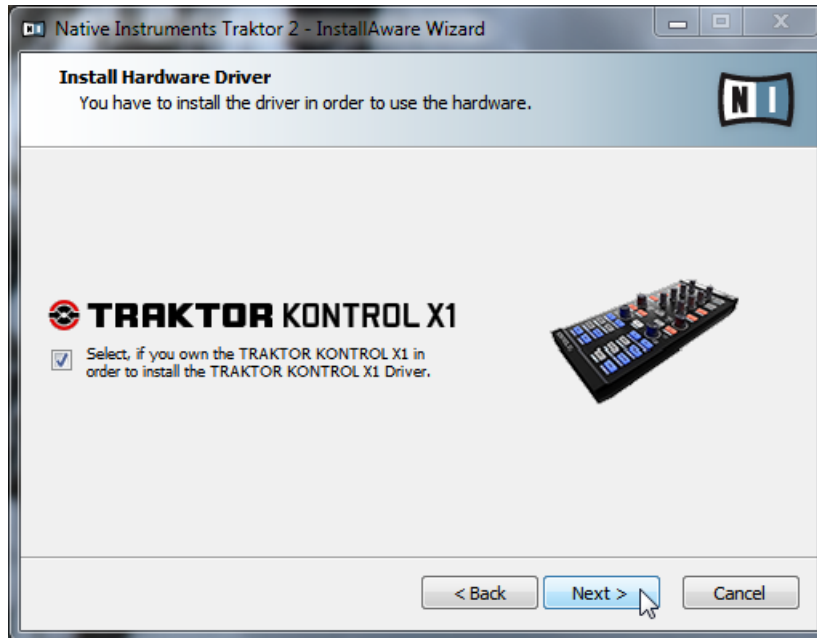 Native Instruments Traktor 2 - InstallAware Wizard
Install Hardware Driver
You have to install the driver in order to use the hardware.
N I
TRAKTOR KONTROL X1
Select, if you own the TRAKTOR KONTROL X1 in
order to install the TRAKTOR KONTROL X1 Driver.
< Back
Next >
Cancel